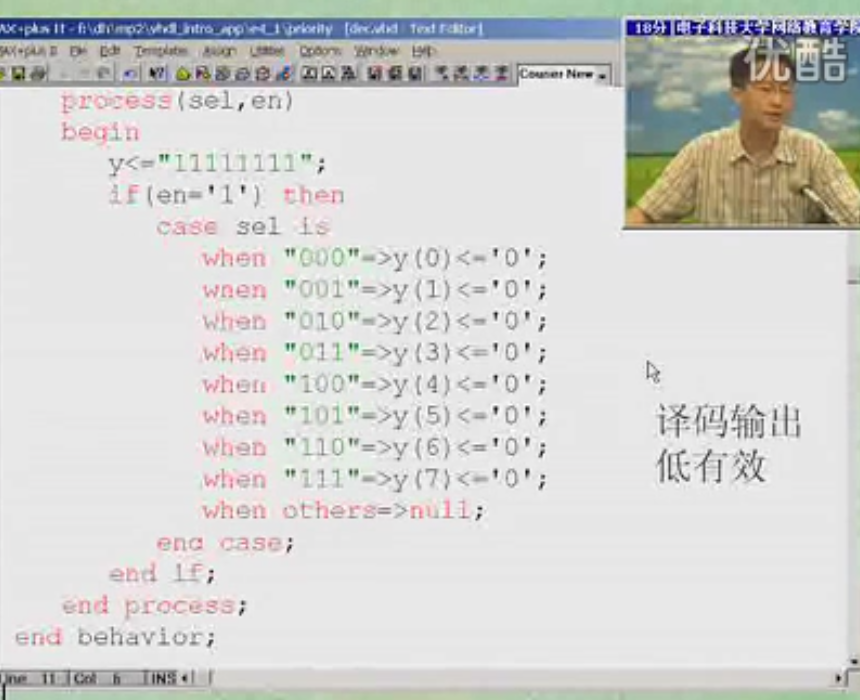 AX+plus II - f:\dh\mp2\vhdl_intro_app\e4_1\priority - [dec.vhd - Text Editor]
18分 电子科技大学网络教育学院
优酷
MAX+plus II File Edit Templates Assign Utilities Options Window Help
Courier New
process(sel,en)
begin
y<="11111111";
if(en='1') then
case sel is
when "000"=>y(0)<='0';
when "001"=>y(1)<='0';
when "010"=>y(2)<='0';
when "011"=>y(3)<='0';
when "100"=>y(4)<='0';
when "101"=>y(5)<='0';
when "110"=>y(6)<='0';
when "111"=>y(7)<='0';
when others=>null;
end case;
end if;
end process;
end behavior;
译码输出
低有效
Line 11 Col 6 INS